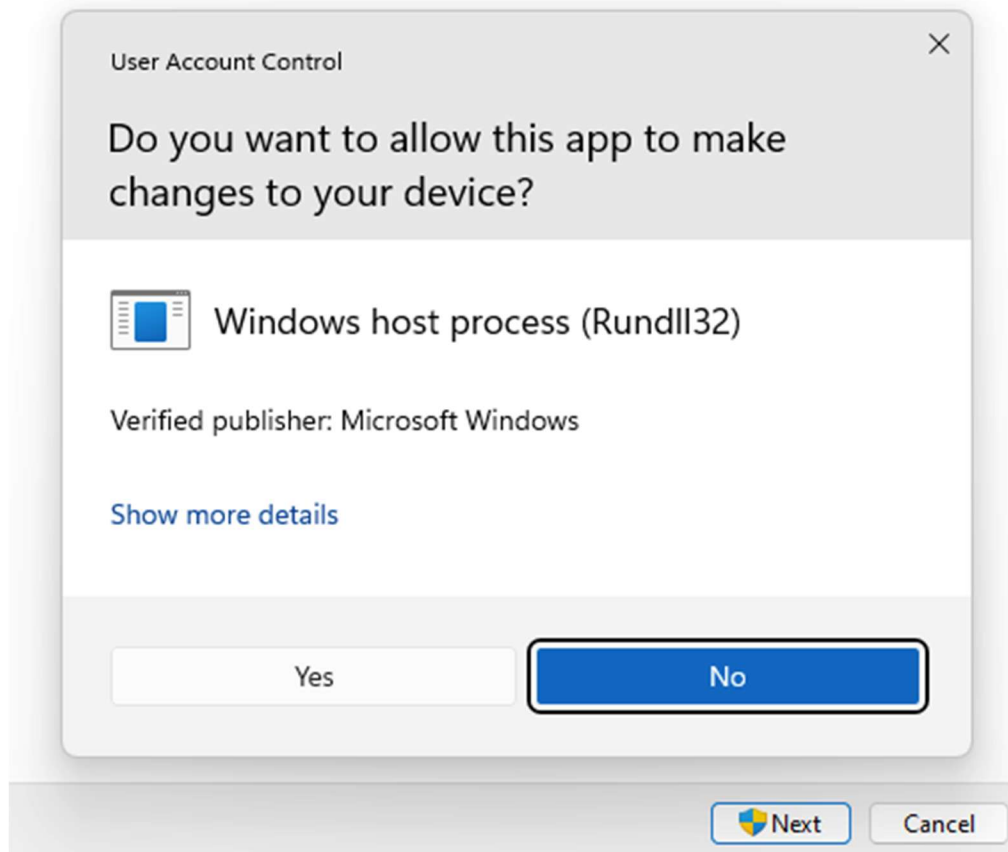 User Account Control
Do you want to allow this app to make
changes to your device?
Windows host process (Rundll32)
Verified publisher: Microsoft Windows
Show more details
Yes
No
Next
Cancel